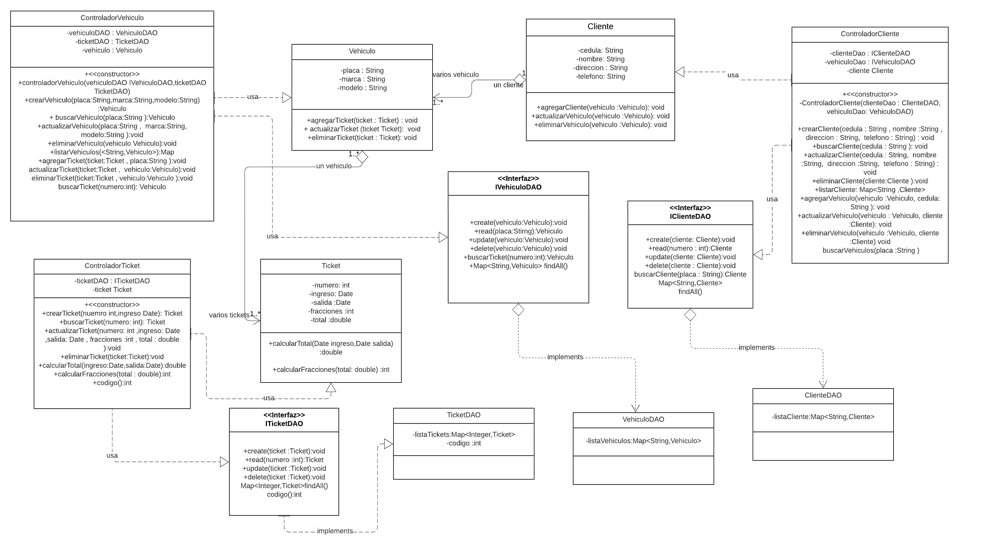 ControladorVehiculo
-vehiculoDAO : VehiculoDAO
-ticketDAO : TicketDAO
-vehiculo : Vehiculo
+<<constructor>>
+controladorVehiculo(vehiculoDAO IVehiculoDAO,ticketDAO
TicketDAO)
+crearVehiculo(placa:String,marca:String,modelo:String)
:Vehiculo
+ buscarVehiculo(placa:String ):Vehiculo
+actualizarVehiculo(placa:String , marca:String,
modelo:String ):void
+eliminarVehiculo(vehiculo Vehiculo):void
+listarVehiculos(<String,Vehiculo>):Map
+agregarTicket(ticket:Ticket , placa:String ):void
actualizarTicket(ticket:Ticket , vehiculo:Vehiculo):void
eliminarTicket(ticket:Ticket , vehiculo:Vehiculo ):void
buscarTicket(numero:int): Vehiculo
usa
usa
Vehiculo
-placa : String
-marca : String
-modelo : String
+agregarTicket(ticket : Ticket) : void
+ actualizarTicket (ticket Ticket): void
+eliminarTicket(ticket : Ticket): void
varios vehiculo
1..*
1
un cliente
1..*
un vehiculo
Cliente
-cedula: String
-nombre: String
-direccion : String
-telefono: String
+agregarCliente(vehiculo :Vehiculo): void
+actualizarVehiculo(vehiculo :Vehiculo): void
+eliminarVehiculo(vehiculo :Vehiculo): void
usa
usa
ControladorCliente
-clienteDao : IClienteDAO
-vehiculoDao : IVehiculoDAO
-cliente Cliente
+<<constructor>>
-ControladorCliente(clienteDao : ClienteDAO,
vehiculoDao: VehiculoDAO)
+crearCliente(cedula : String , nombre :String ,
direccion : String, telefono : String) : void
+buscarCliente(cedula : String ): void
+actualizarCliente(cedula : String, nombre
:String, direccion :String, telefono : String) :
void
+eliminarCliente(cliente:Cliente ):void
+listarCliente: Map<String ,Cliente>
+agregarVehiculo(vehiculo :Vehiculo, cedula:
String ): void
+actualizarVehiculo(vehiculo : Vehiculo, cliente
:Cliente): void
+eliminarVehiculo(vehiculo :Vehiculo, cliente
:Cliente) void
buscarVehiculos(placa :String )
<<Interfaz>>
IVehiculoDAO
+create(vehiculo:Vehiculo):void
+read(placa:Stirng):Vehiculo
+update(vehiculo:Vehiculo):void
+delete(vehiculo:Vehiculo):void
+buscarTicket(numero:int):Vehiculo
+Map<String,Vehiculo> findAll()
<<Interfaz>>
IClienteDAO
+create(cliente: Cliente):void
+read(numero : int):Cliente
+update(cliente: Cliente):void
+delete(cliente : Cliente):void
buscarCliente(placa : String):Cliente
Map<String,Cliente>
findAll()
implements
implements
ControladorTicket
-ticketDAO : ITicketDAO
-ticket Ticket
+<<constructor>>
+crearTicket(nuemro int,ingreso Date): Ticket
+buscarTicket(numero: int): Ticket
+actualizarTicket(numero: int ,ingreso: Date
,salida: Date , fracciones :int , total : double
):void
+eliminarTicket(ticket:Ticket):void
+calcularTotal(ingreso:Date,salida:Date):double
+calcularFracciones(total : double):int
+codigo():int
usa
usa
varios tickets
1..*
Ticket
-numero: int
-ingreso: Date
-salida :Date
-fracciones :int
-total :double
+calcularTotal(Date ingreso,Date salida)
:double
+calcularFracciones(total: double) :int
<<Interfaz>>
ITicketDAO
+create(ticket :Ticket):void
+read(numero :int):Ticket
+update(ticket :Ticket):void
+delete(ticket :Ticket):void
Map<Integer,Ticket>findAll()
codigo():int
implements
TicketDAO
-listaTickets:Map<Integer,Ticket>
-codigo :int
VehiculoDAO
-listaVehiculos:Map<String,Vehiculo>
ClienteDAO
-listaCliente:Map<String,Cliente>